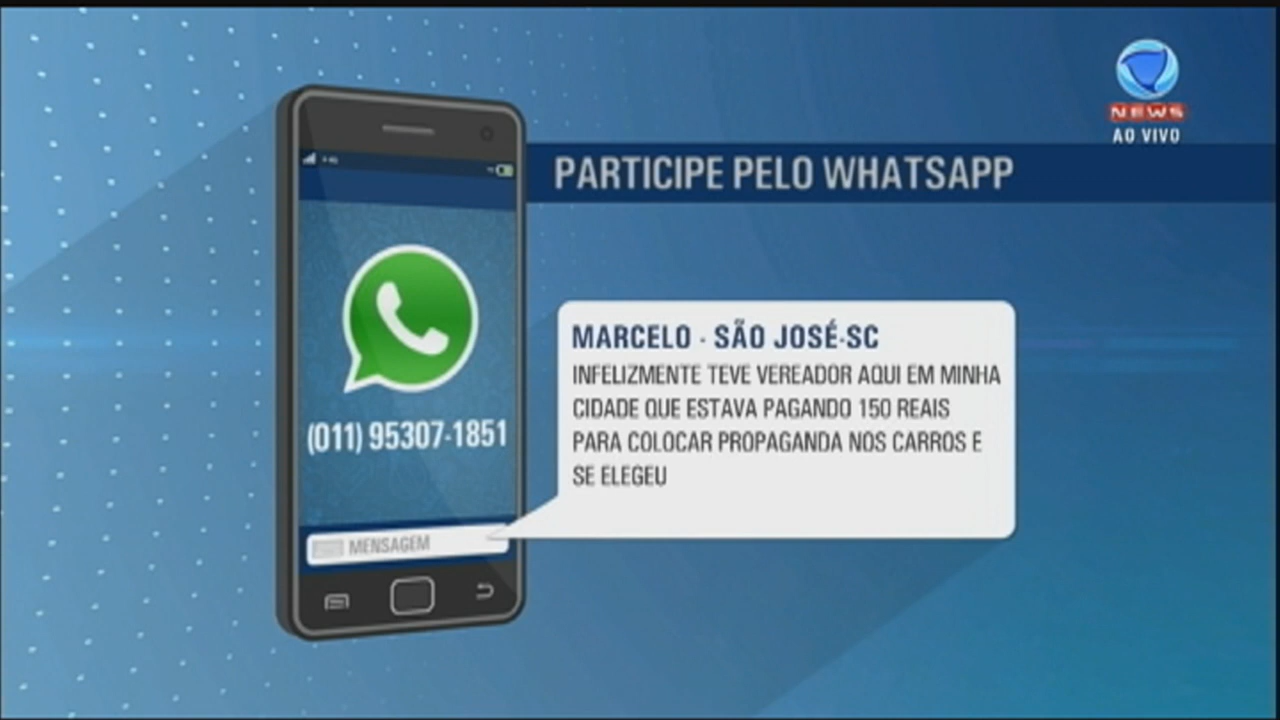 NEWS
AO VIVO
PARTICIPE PELO WHATSAPP
MARCELO - SÃO JOSÉ-SC
INFELIZMENTE TEVE VEREADOR AQUI EM MINHA
CIDADE QUE ESTAVA PAGANDO 150 REAIS
PARA COLOCAR PROPAGANDA NOS CARROS E
SE ELEGEU
(011) 95307-1851
MENSAGEM